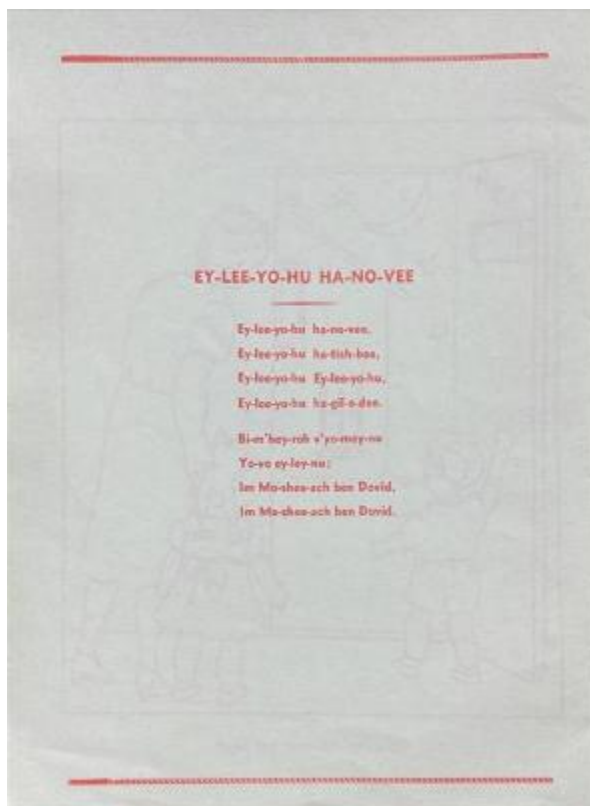 EY-LEE-YO-HU HA-NO-VEE
Ey-lee-yo-hu ha-no-vee,
Ey-lee-yo-hu ha-tish-bee,
Ey-lee-yo-hu Ey-lee-yo-hu,
Ey-lee-yo-hu ha-gil-o-dee.
Bi-m'hey-roh v'yo-mey-nu
Yo-vo ey-ley-nu:
Im Mo-shee-ach ben David,
Im Mo-shee-ach ben David.